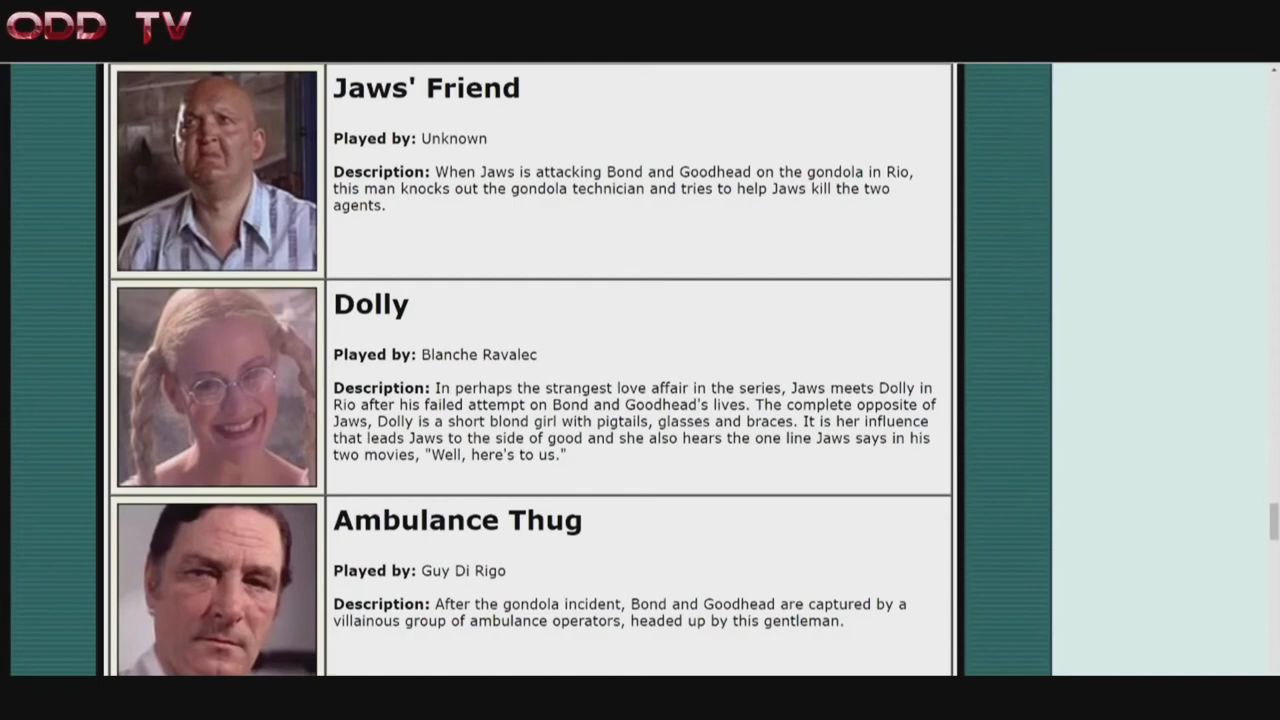 ODD TV
Jaws' Friend
Played by: Unknown
Description: When Jaws is attacking Bond and Goodhead on the gondola in Rio,
this man knocks out the gondola technician and tries to help Jaws kill the two
agents.
Dolly
Played by: Blanche Ravalec
Description: In perhaps the strangest love affair in the series, Jaws meets Dolly in
Rio after his failed attempt on Bond and Goodhead's lives. The complete opposite of
Jaws, Dolly is a short blond girl with pigtails, glasses and braces. It is her influence
that leads Jaws to the side of good and she also hears the one line Jaws says in his
two movies, "Well, here's to us."
Ambulance Thug
Played by: Guy Di Rigo
Description: After the gondola incident, Bond and Goodhead are captured by a
villainous group of ambulance operators, headed up by this gentleman.